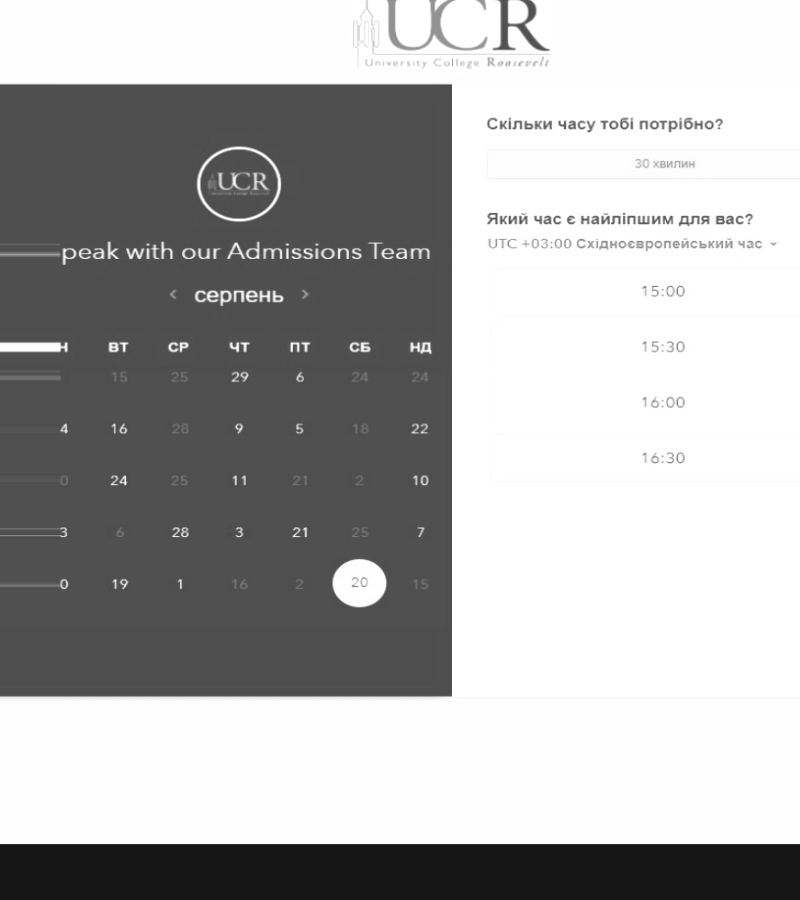 UCR
University College Roosevelt
Скільки часу тобі потрібно?
30 хвилин
UCR
Який час є найліпшим для вас?
UTC +03:00 Східноєвропейський час
peak with our Admissions Team
< серпень >
15:00
15:30
16:00
16:30
Н ВТ СР ЧТ ПТ СБ НД
15 25 29 6 24 24
4 16 28 9 5 18 22
0 24 25 11 21 2 10
3 6 28 3 21 25 7
0 19 1 16 2 20 15